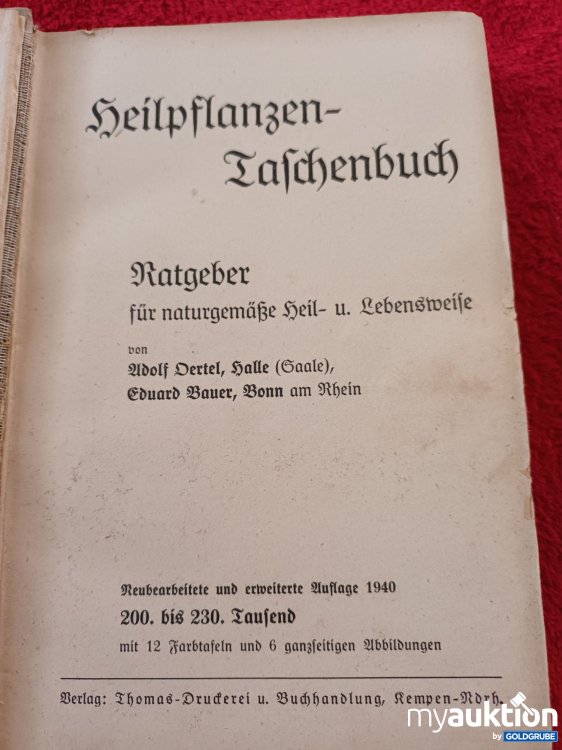 Heilpflanzen-
Taschenbuch
Ratgeber
für naturgemäße Heil- u. Lebensweise
von
Adolf Oertel, Halle (Saale),
Eduard Bauer, Bonn am Rhein
Neubearbeitete und erweiterte Auflage 1940
200. bis 230. Tausend
mit 12 Farbtafeln und 6 ganzseitigen Abbildungen
Verlag: Thomas-Druckerei u. Buchhandlung, Kempen-Ndrh.
myauktion
by GOLDGRUBE